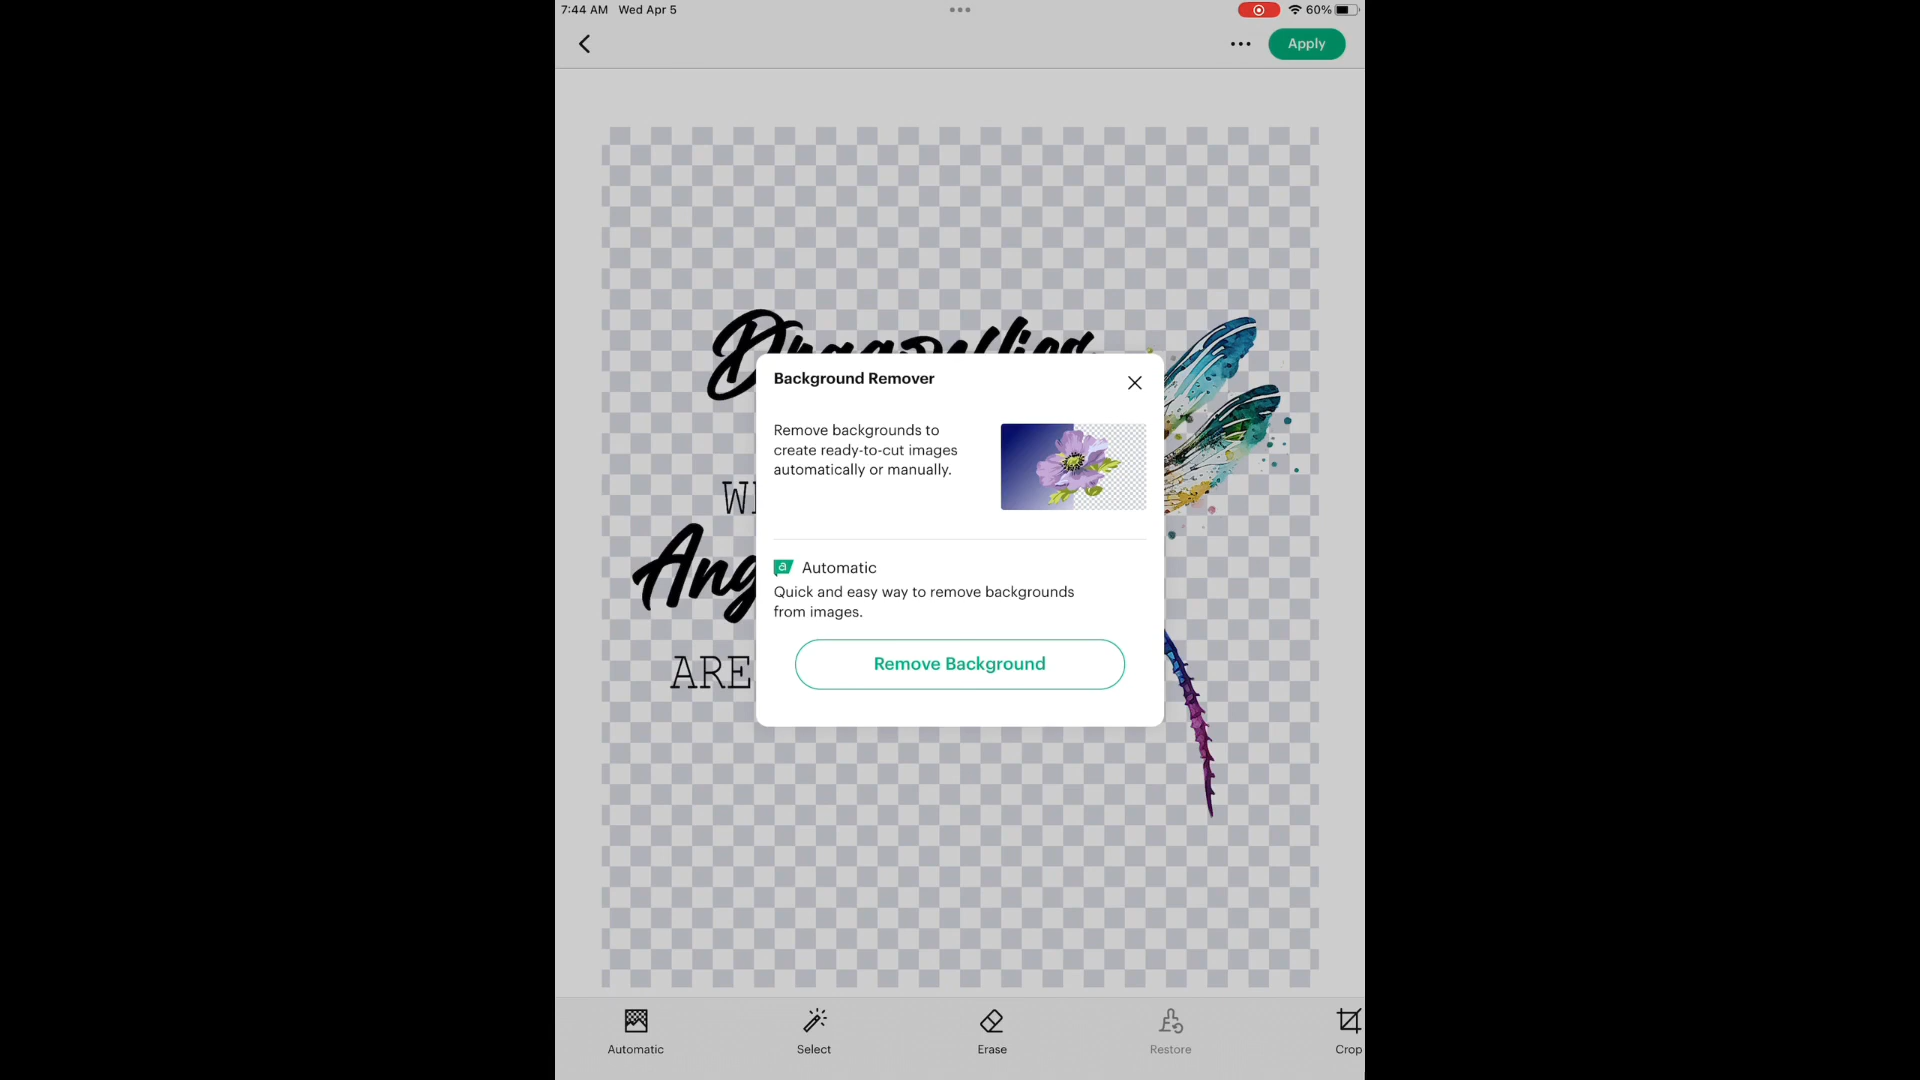 7:44 AM Wed Apr 5
60%
Apply
Background Remover
Remove backgrounds to
create ready-to-cut images
automatically or manually.
Automatic
Quick and easy way to remove backgrounds
from images.
Remove Background
ARE
Automatic
Select
Erase
Restore
Crop